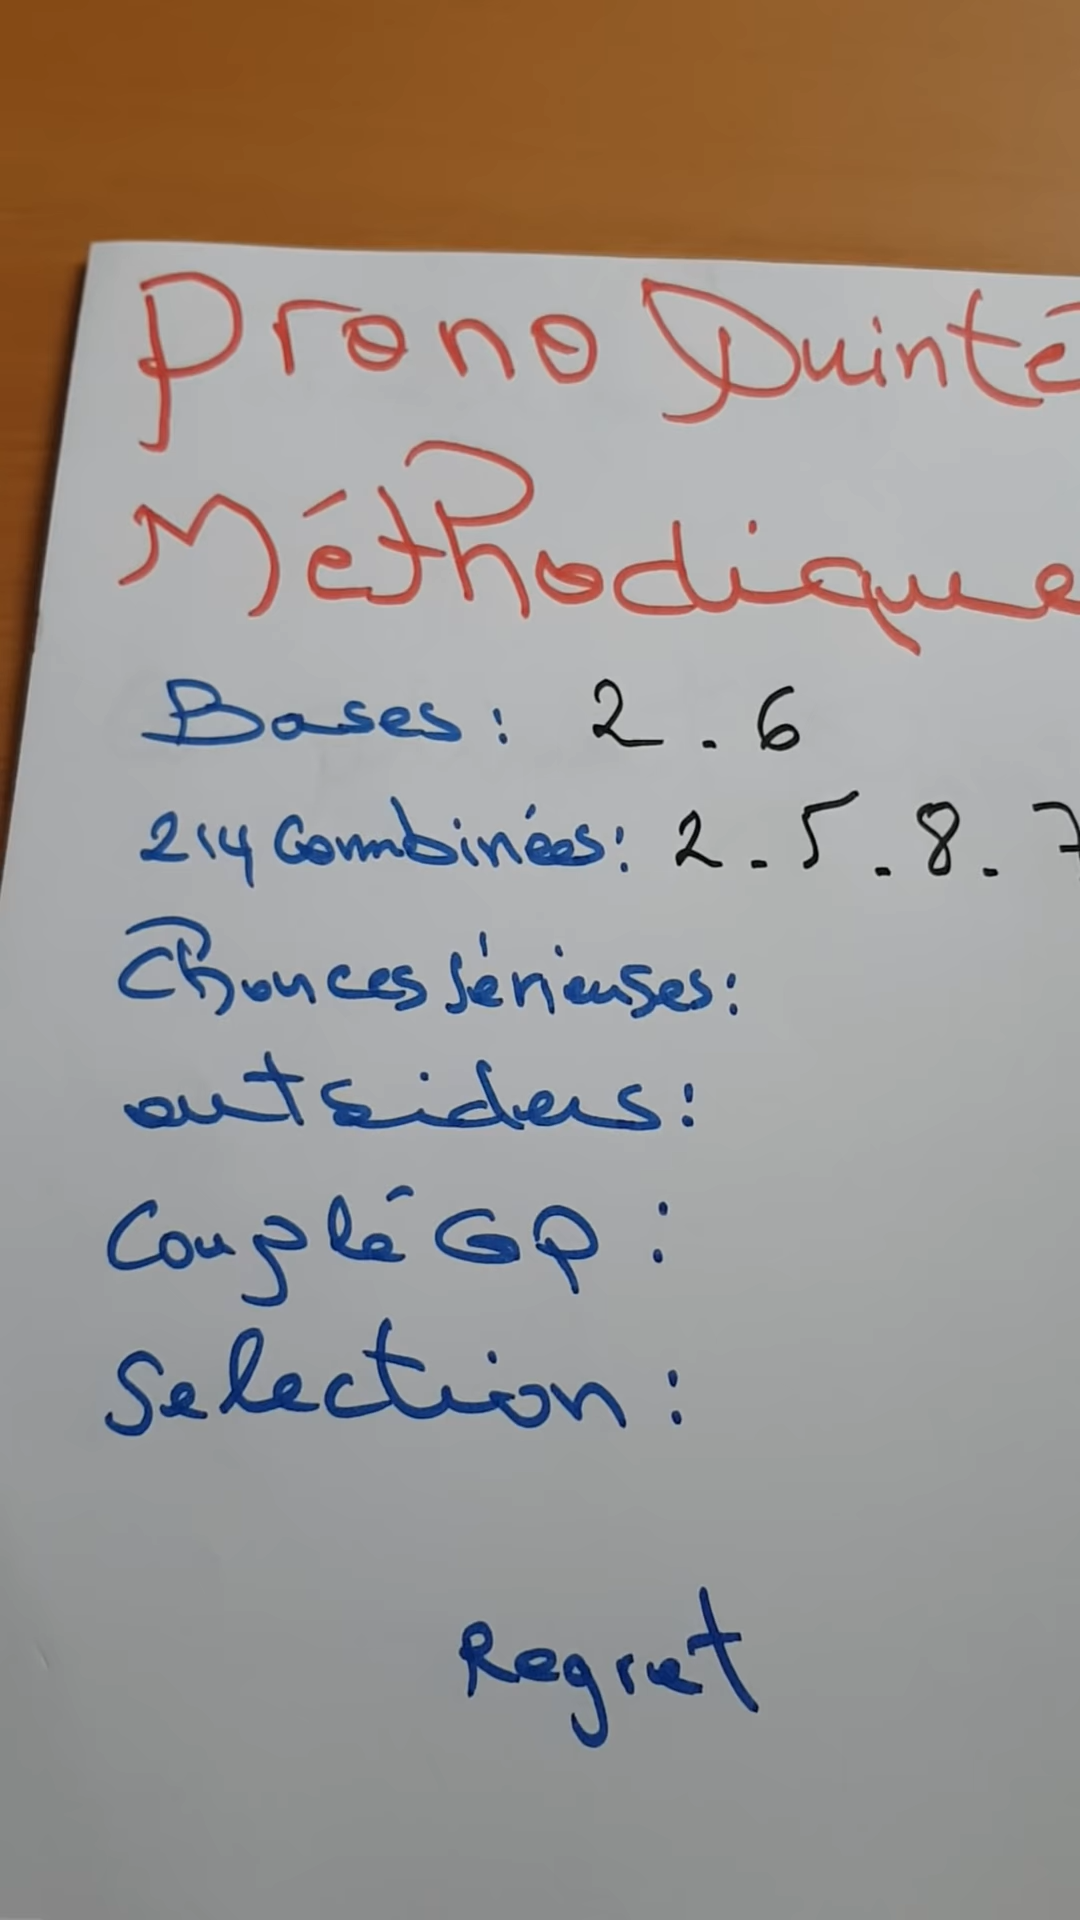 Prono Quinté
Méthodique
Bases: 2 . 6
2/4 Combinées: 2 . 5 . 8 . 7
Chances sérieuses:
outsiders:
Couplé GP:
Selection:
Regret